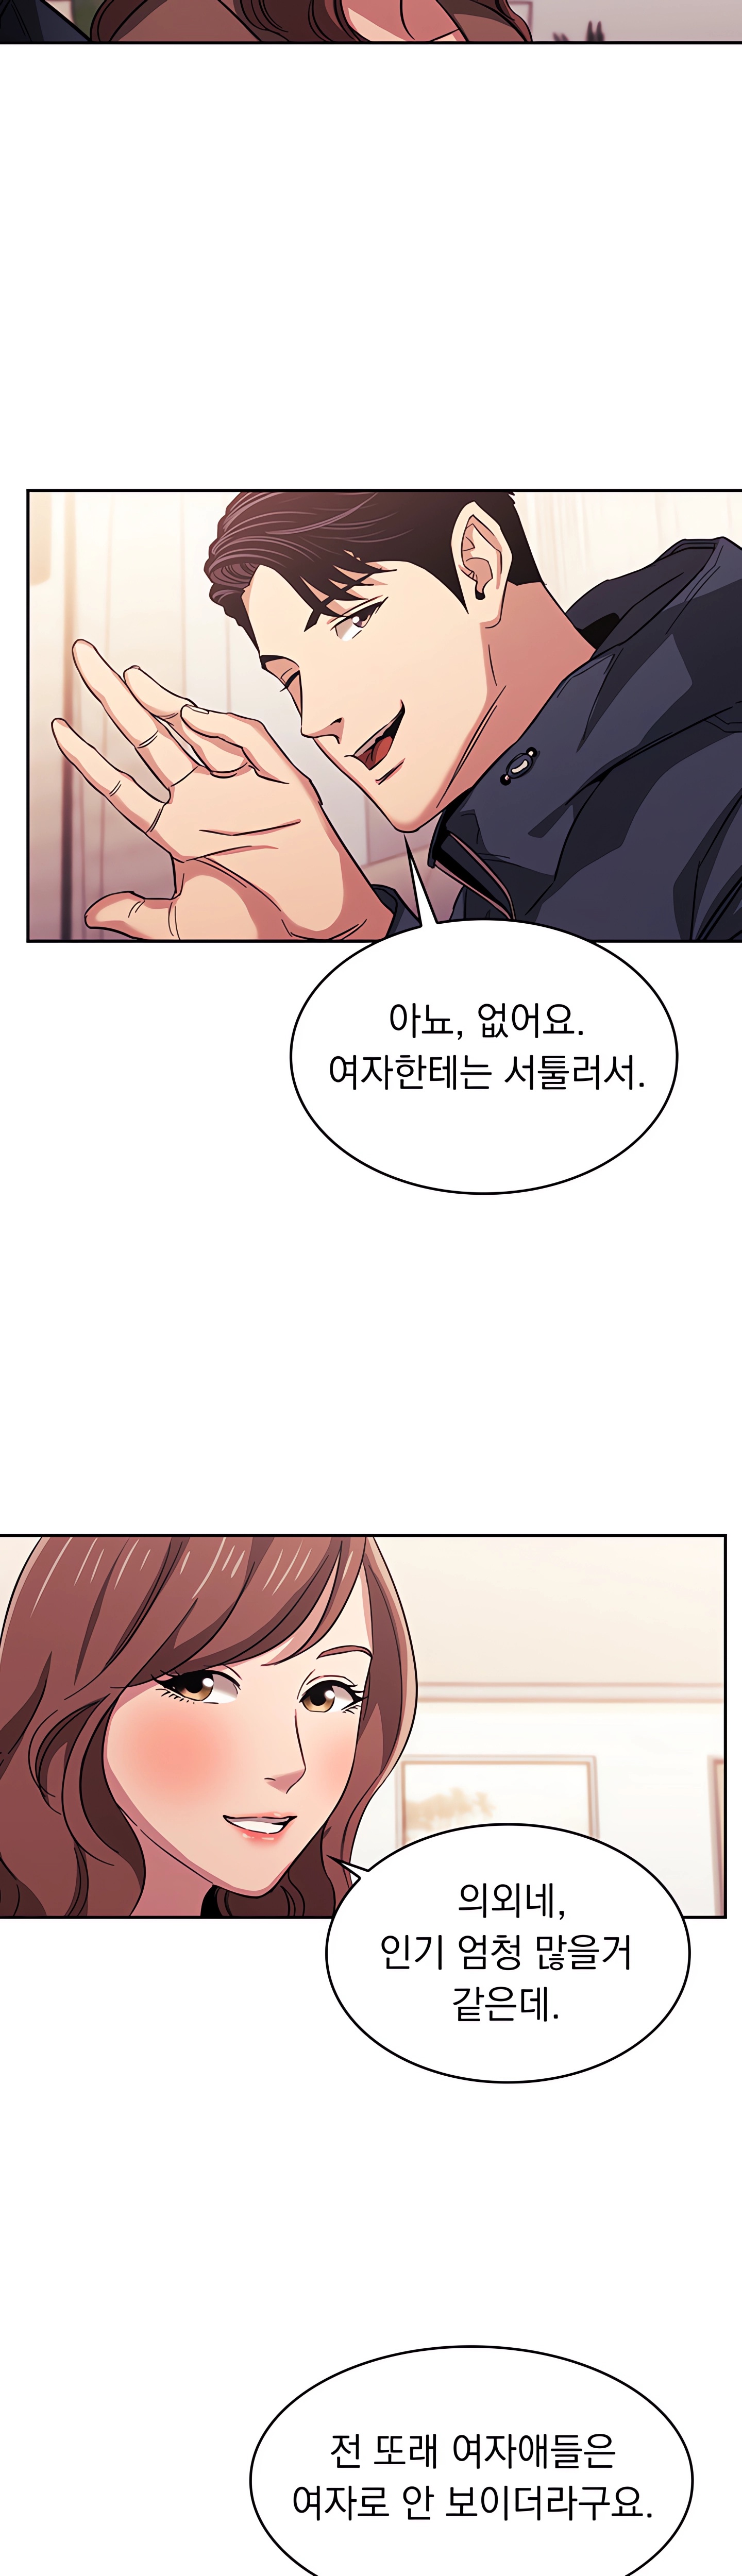 아뇨, 없어요.
여자한테는 서툴러서.
의외네,
인기 엄청 많을거
같은데.
전 또래 여자애들은
여자로 안 보이더라구요.